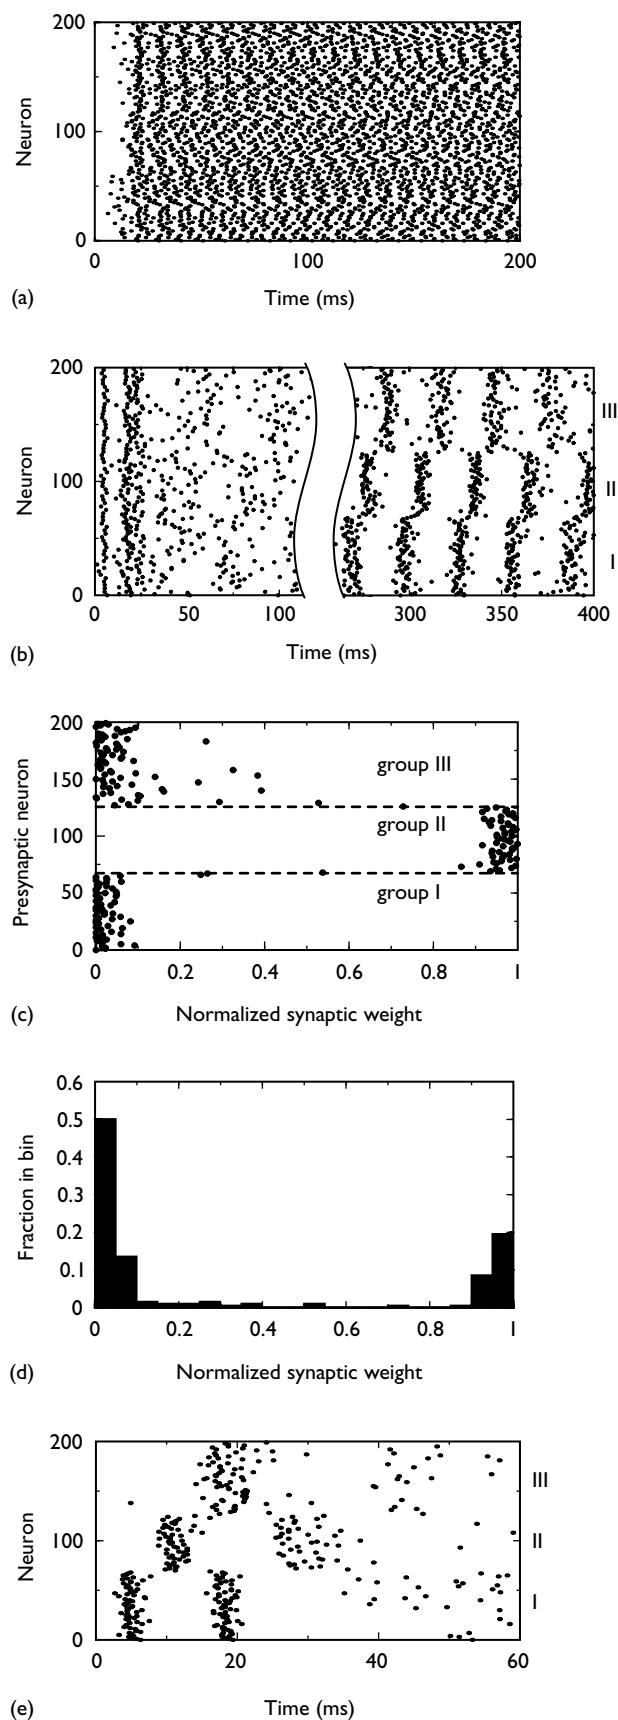 200
100
0
Neuron
0 100 200
(a) Time (ms)
200
100
0
Neuron
III
II
I
0 50 100 300 350 400
(b) Time (ms)
200
150
100
50
0
Presynaptic neuron
group III
group II
group I
0 0.2 0.4 0.6 0.8 1
(c) Normalized synaptic weight
0.6
0.5
0.4
0.3
0.2
0.1
0
Fraction in bin
0 0.2 0.4 0.6 0.8 1
(d) Normalized synaptic weight
200
100
0
Neuron
III
II
I
0 20 40 60
(e) Time (ms)